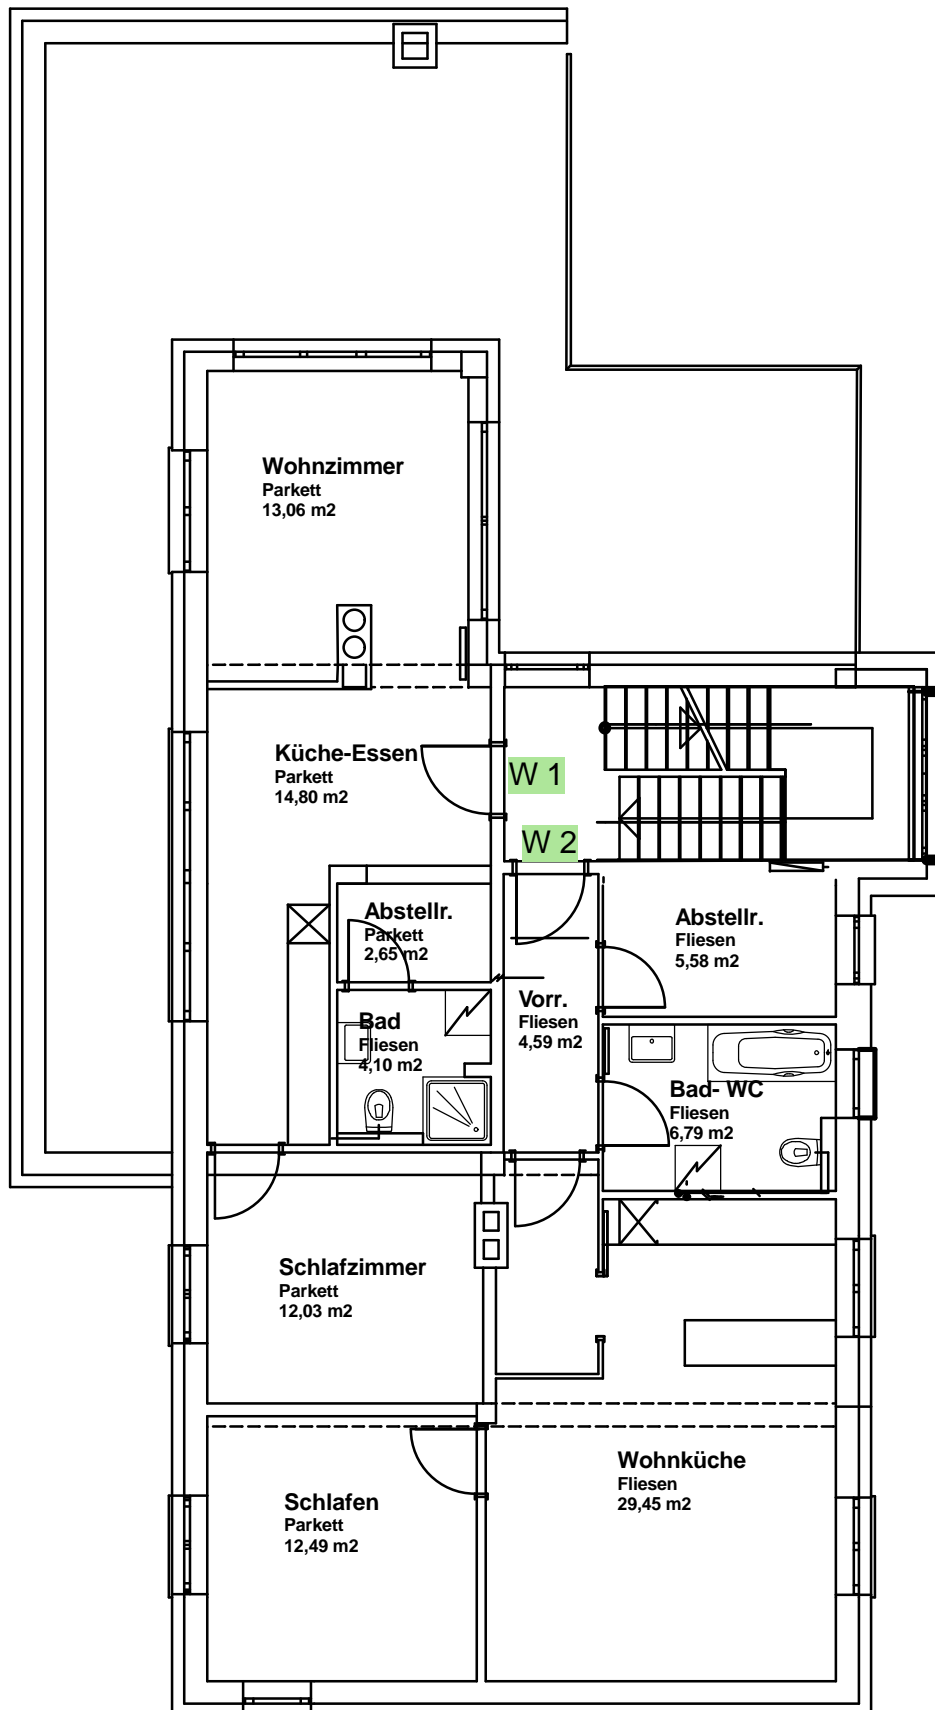 Wohnzimmer
Parkett
13,06 m2
Küche-Essen
Parkett
14,80 m2
W 1
W 2
Abstellr.
Parkett
2,65 m2
Abstellr.
Fliesen
5,58 m2
Bad
Fliesen
4,10 m2
Vorr.
Fliesen
4,59 m2
Bad- WC
Fliesen
6,79 m2
Schlafzimmer
Parkett
12,03 m2
Wohnküche
Fliesen
29,45 m2
Schlafen
Parkett
12,49 m2